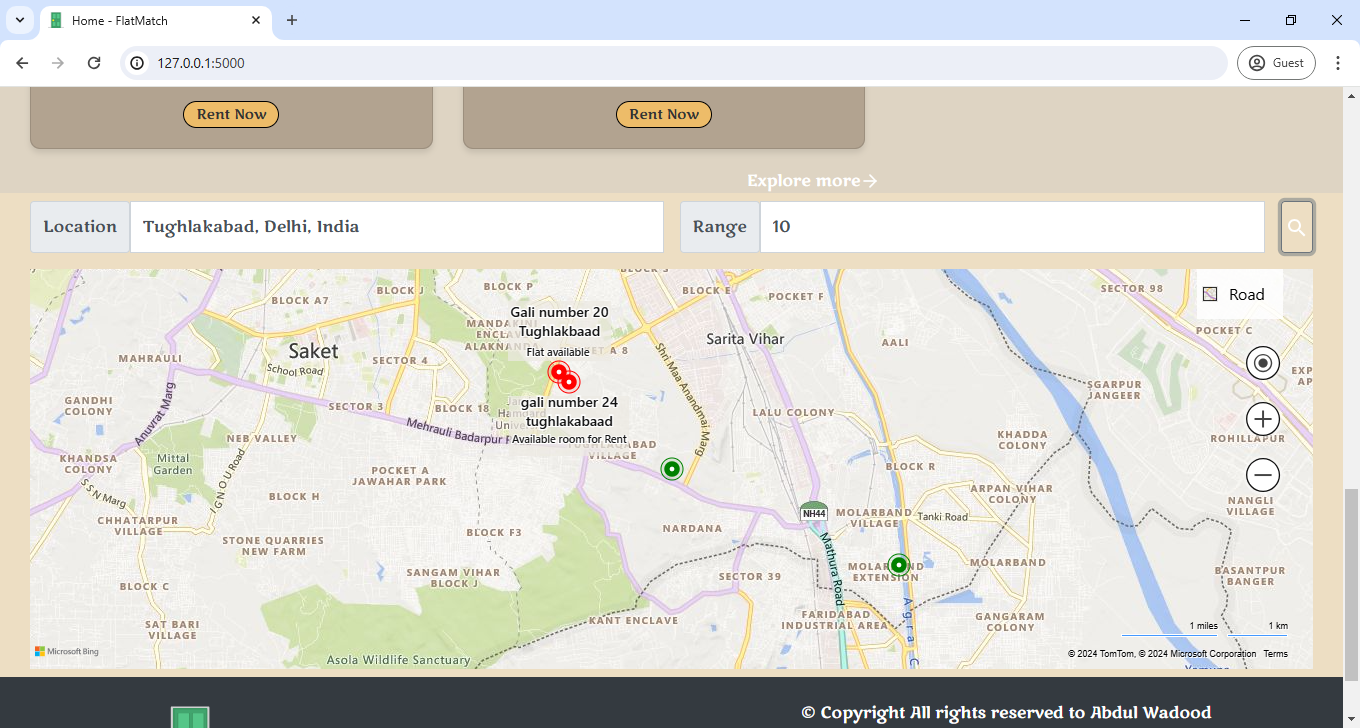 Home - FlatMatch
127.0.0.1:5000
Guest
Rent Now
Rent Now
Explore more→
Location
Tughlakabad, Delhi, India
Range
10
BLOCK A7
BLOCK J
BLOCK P
BLOCK E
POCKET F
SECTOR 98
Road
Gali number 20
Tughlakbaad
Flat available
POCKET C
Sarita Vihar
AALI
Saket
MAHRAULI
SECTOR 4
School Road
Shri Maa Anandmai Marg
SGARPUR
JANGEER
GANDHI
COLONY
Anuvrat Marg
SECTOR 3
BLOCK 18
gali number 24
tughlakabaad
Available room for Rent
LALU COLONY
Mehrauli Badarpur
VILLAGE
NEB VALLEY
KHADDA
COLONY
ROHILLAPUR
KHANDSA
COLONY
Mittal
Garden
I G N O U Road
POCKET A
JAWAHAR PARK
BLOCK R
S S N Marg
BLOCK H
ARPAN VIHAR
COLONY
NANGLI
VILLAGE
CHHATARPUR
VILLAGE
NH44
MOLARBAND
VILLAGE
Tanki Road
NARDANA
BLOCK F3
STONE QUARRIES
NEW FARM
Mathura Road
MOLARBAND
EXTENSION
MOLARBAND
SANGAM VIHAR
BLOCK J
SECTOR 39
BASANTPUR
BANGER
BLOCK C
SAT BARI
VILLAGE
KANT ENCLAVE
FARIDABAD
INDUSTRIAL AREA
GANGARAM
COLONY
1 miles
1 km
Microsoft Bing
Asola Wildlife Sanctuary
© 2024 TomTom, © 2024 Microsoft Corporation Terms
© Copyright All rights reserved to Abdul Wadood